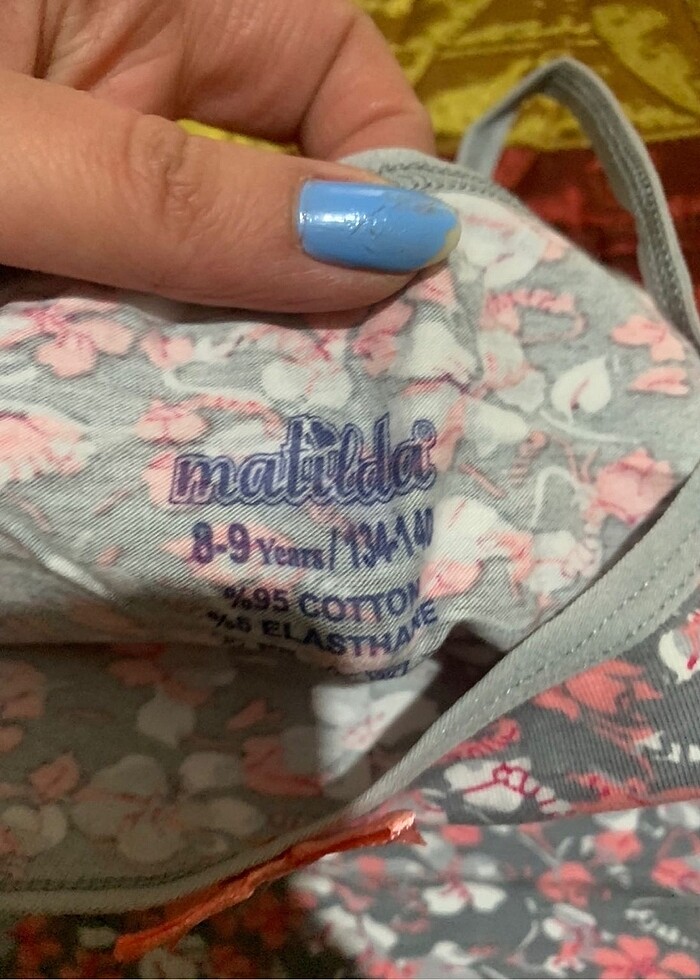 matilda®
8-9 Years / 134-140
%95 COTTON
%5 ELASTHANE